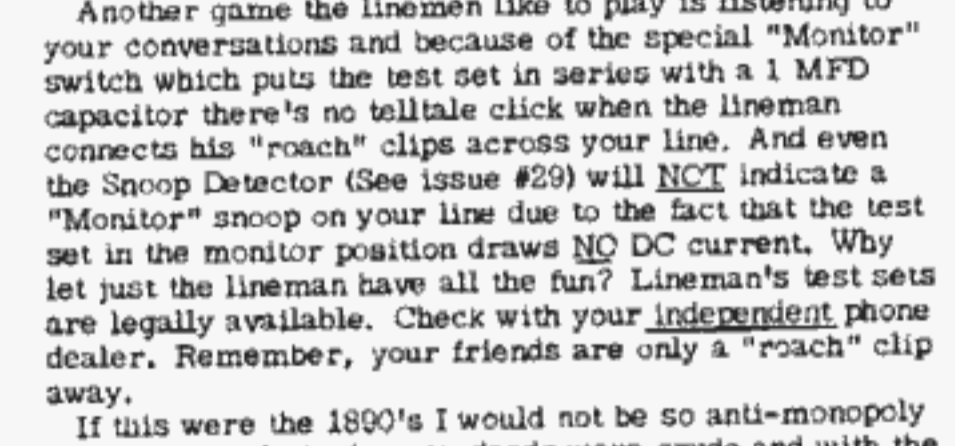 Another game the linemen like to play is listening to
your conversations and because of the special "Monitor"
switch which puts the test set in series with a 1 MFD
capacitor there's no telltale click when the lineman
connects his "roach" clips across your line. And even
the Snoop Detector (See issue #29) will NOT indicate a
"Monitor" snoop on your line due to the fact that the test
set in the monitor position draws NO DC current. Why
let just the lineman have all the fun? Lineman's test sets
are legally available. Check with your independent phone
dealer. Remember, your friends are only a "roach" clip
away.
If this were the 1890's I would not be so anti-monopoly
and with the